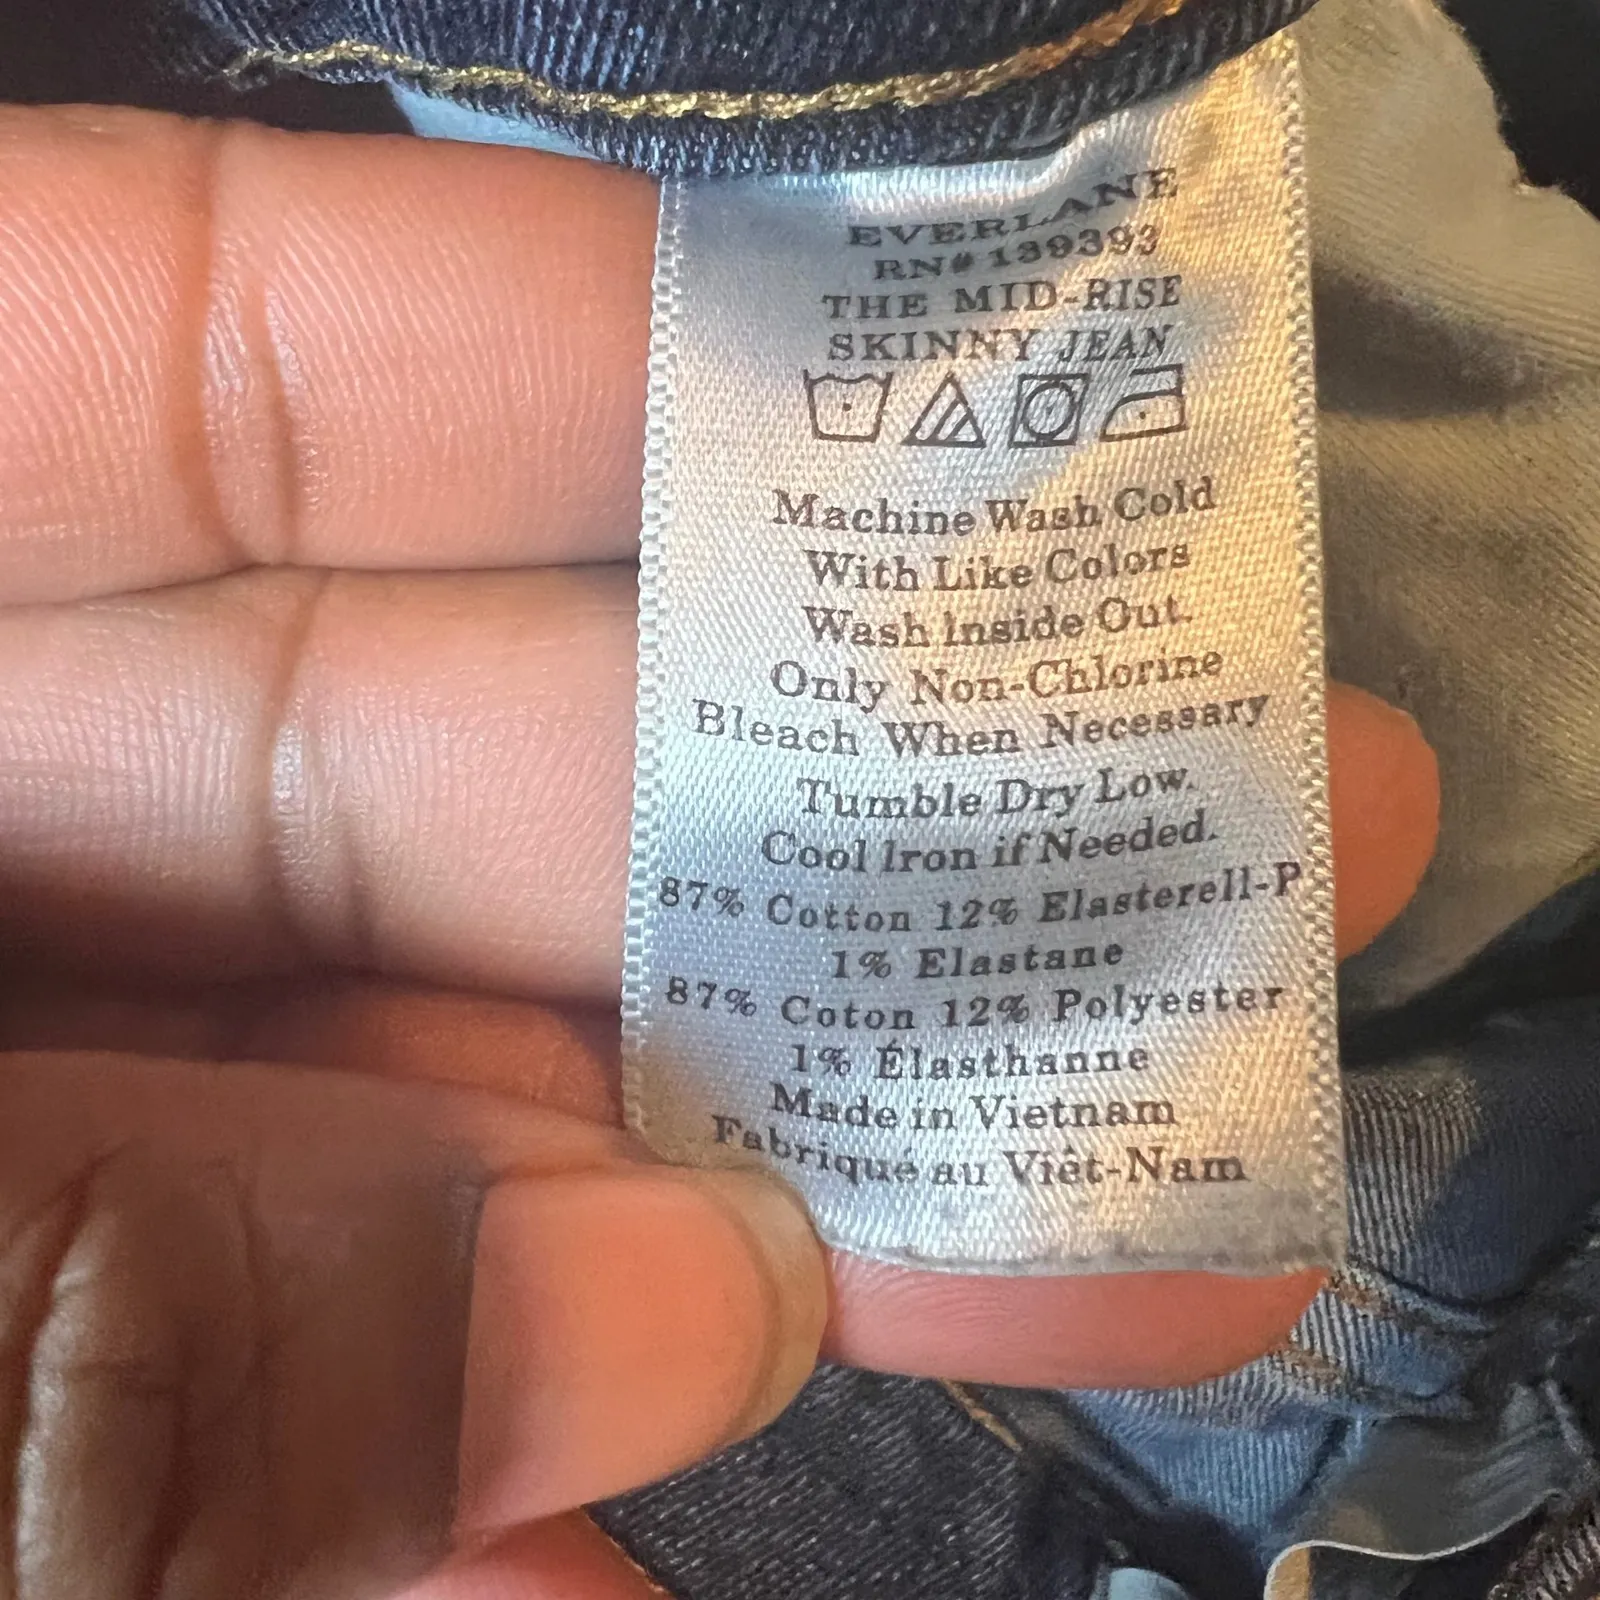 EVERLANE
RN# 139393
THE MID-RISE
SKINNY JEAN
Machine Wash Cold
With Like Colors
Wash Inside Out.
Only Non-Chlorine
Bleach When Necessary
Tumble Dry Low.
Cool Iron if Needed.
87% Cotton 12% Elasterell-P
1% Elastane
87% Coton 12% Polyester
1% Élasthanne
Made in Vietnam
Fabriqué au Viêt-Nam